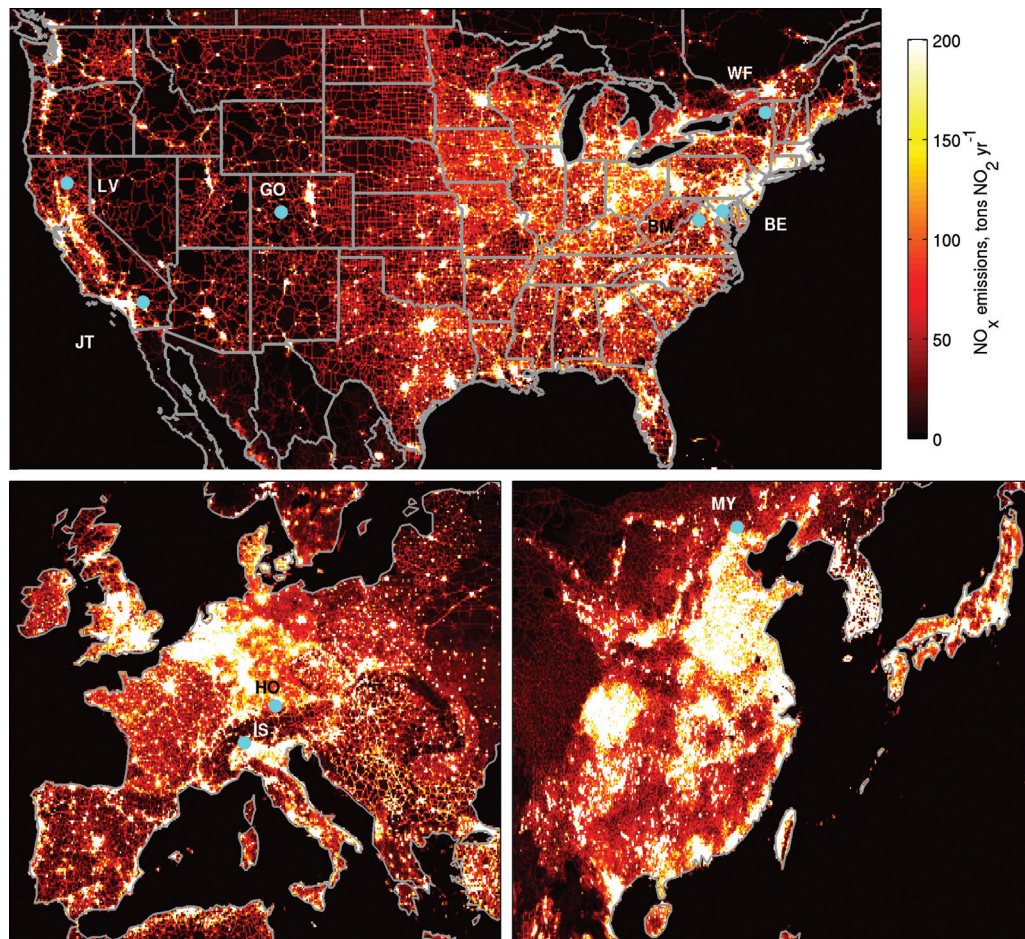 WF
LV
GO
BM
BE
JT
200
150
100
50
0
NOx emissions, tons NO2 yr-1
MY
HO
IS